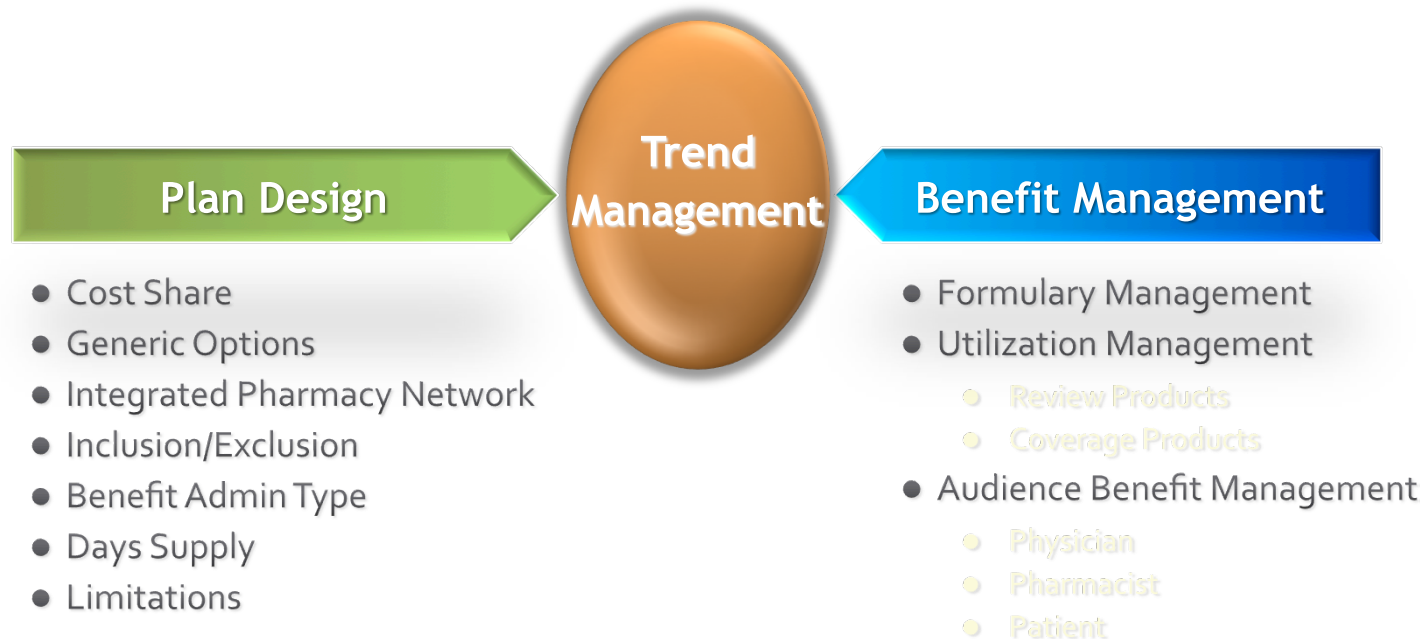 Trend
Management
Plan Design
Benefit Management
Cost Share
Generic Options
Integrated Pharmacy Network
Inclusion/Exclusion
Benefit Admin Type
Days Supply
Limitations
Formulary Management
Utilization Management
Review Products
Coverage Products
Audience Benefit Management
Physician
Pharmacist
Patient